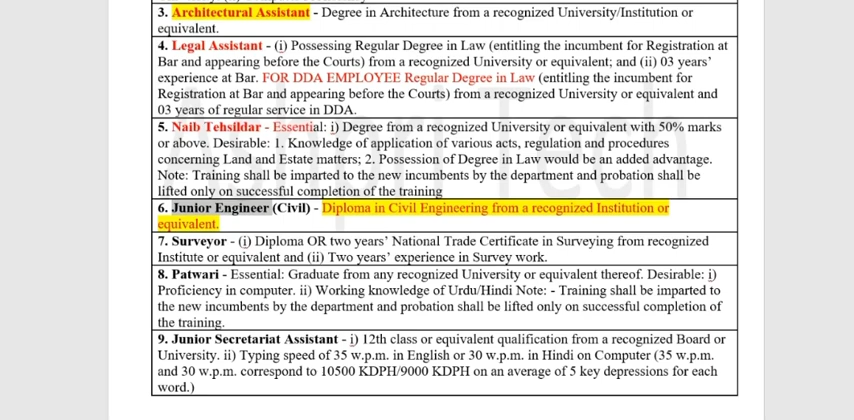 3. Architectural Assistant - Degree in Architecture from a recognized University/Institution or
equivalent.
4. Legal Assistant - (i) Possessing Regular Degree in Law (entitling the incumbent for Registration at
Bar and appearing before the Courts) from a recognized University or equivalent; and (ii) 03 years'
experience at Bar. FOR DDA EMPLOYEE Regular Degree in Law (entitling the incumbent for
Registration at Bar and appearing before the Courts) from a recognized University or equivalent and
03 years of regular service in DDA.
5. Naib Tehsildar - Essential: i) Degree from a recognized University or equivalent with 50% marks
or above. Desirable: 1. Knowledge of application of various acts, regulation and procedures
concerning Land and Estate matters; 2. Possession of Degree in Law would be an added advantage.
Note: Training shall be imparted to the new incumbents by the department and probation shall be
lifted only on successful completion of the training
6. Junior Engineer (Civil) - Diploma in Civil Engineering from a recognized Institution or
equivalent.
7. Surveyor - (i) Diploma OR two years' National Trade Certificate in Surveying from recognized
Institute or equivalent and (ii) Two years' experience in Survey work.
8. Patwari - Essential: Graduate from any recognized University or equivalent thereof. Desirable: i)
Proficiency in computer. ii) Working knowledge of Urdu/Hindi Note: - Training shall be imparted to
the new incumbents by the department and probation shall be lifted only on successful completion of
the training.
9. Junior Secretariat Assistant - i) 12th class or equivalent qualification from a recognized Board or
University. ii) Typing speed of 35 w.p.m. in English or 30 w.p.m. in Hindi on Computer (35 w.p.m.
and 30 w.p.m. correspond to 10500 KDPH/9000 KDPH on an average of 5 key depressions for each
word.)